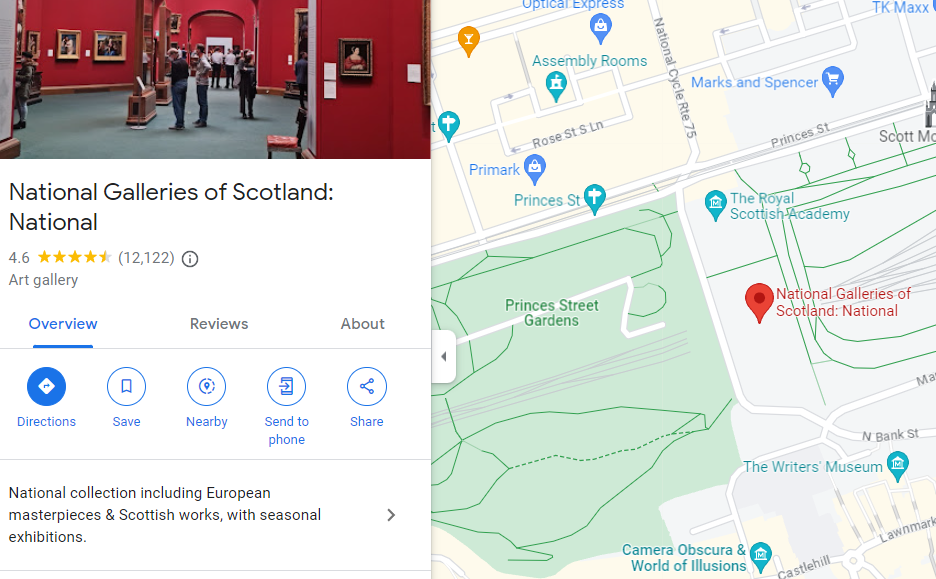 National Galleries of Scotland:
National
4.6
(12,122)
Art gallery
Overview
Reviews
About
Directions
Save
Nearby
Send to
phone
Share
National collection including European
masterpieces & Scottish works, with seasonal
exhibitions.
Optical Express
TK Maxx
National Cycle Rte 75
Assembly Rooms
Marks and Spencer
Rose St S Ln
Princes St
Primark
Princes St
The Royal
Scottish Academy
National Galleries of
Scotland: National
Princes Street
Gardens
N Bank St
The Writers' Museum
Lawnmark
Camera Obscura &
World of Illusions
Castlehill